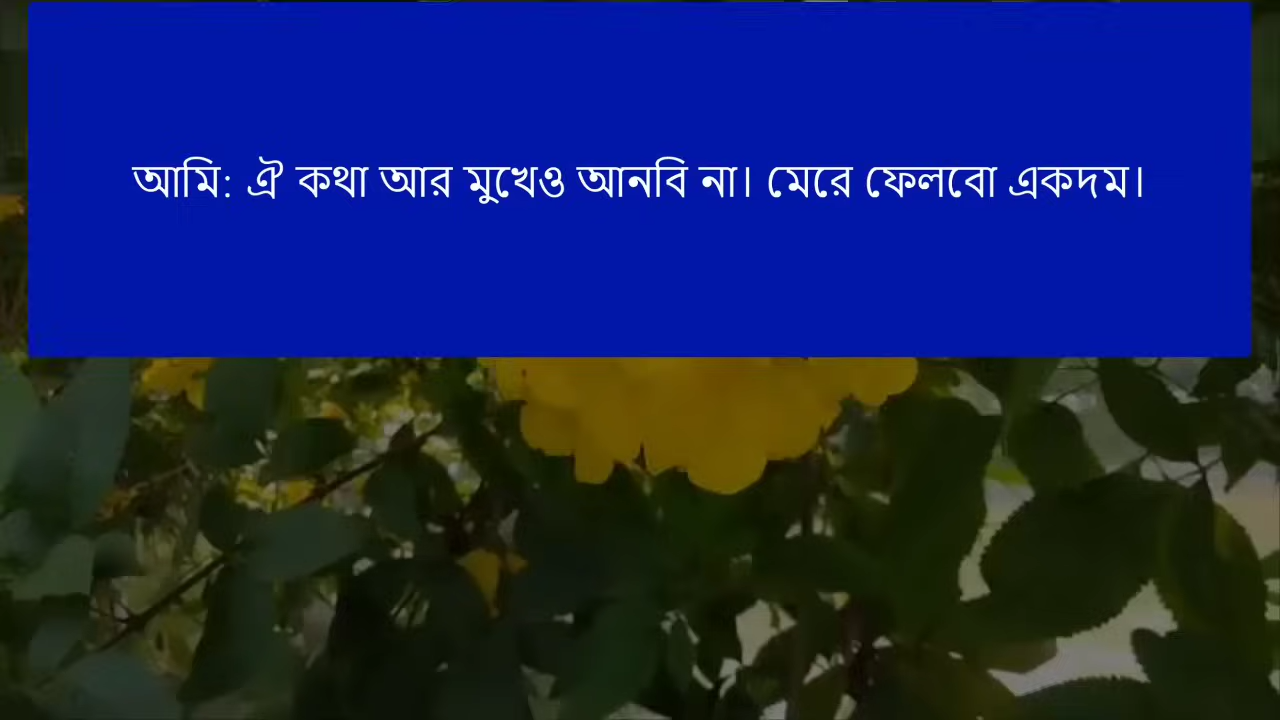 আমি: ঐ কথা আর মুখেও আনবি না। মেরে ফেলবো একদম।